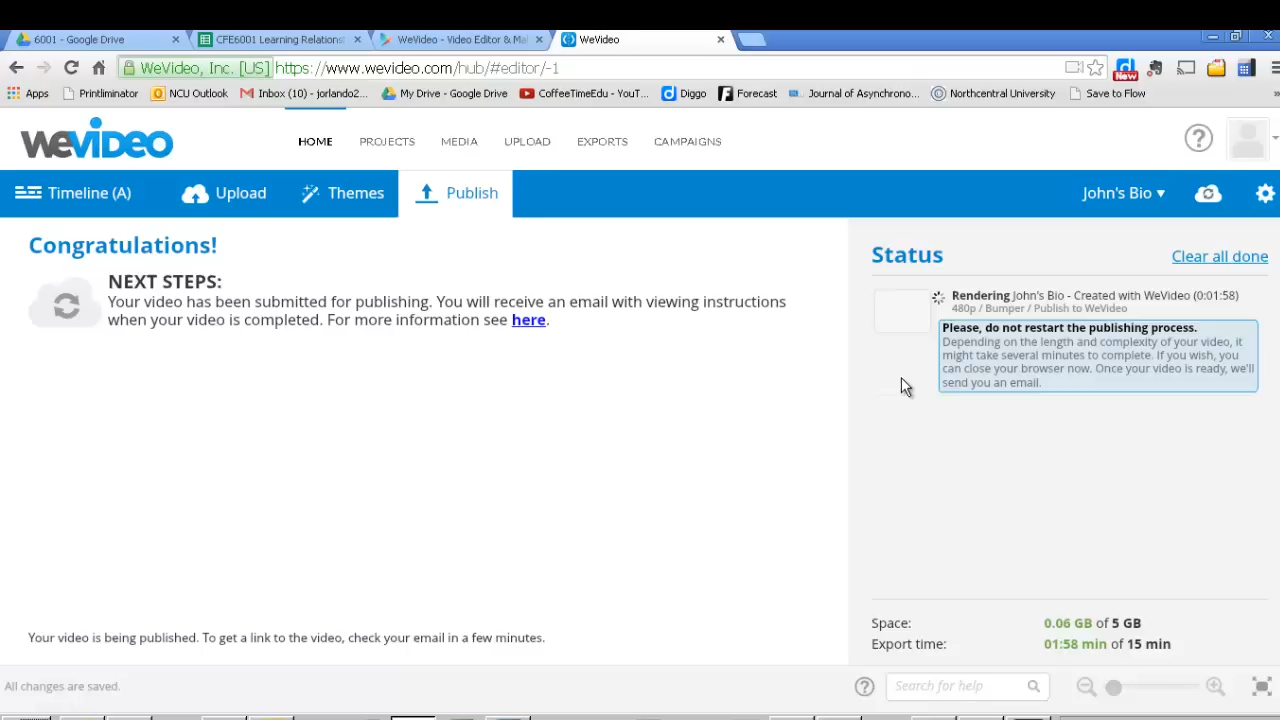 6001 - Google Drive
CFE6001 Learning Relations
WeVideo - Video Editor & Ma
WeVideo
WeVideo, Inc. [US] https://www.wevideo.com/hub/#editor/-1
New
Apps
Printliminator
NCU Outlook
Inbox (10) - jorlando2...
My Drive - Google Drive
CoffeeTimeEdu - YouT...
Diggo
Forecast
Journal of Asynchrono...
Northcentral University
Save to Flow
wevideo
HOME
PROJECTS
MEDIA
UPLOAD
EXPORTS
CAMPAIGNS
Timeline (A)
Upload
Themes
Publish
John's Bio
Congratulations!
NEXT STEPS:
Your video has been submitted for publishing. You will receive an email with viewing instructions
when your video is completed. For more information see here.
Status
Clear all done
Rendering John's Bio - Created with WeVideo (0:01:58)
480p / Bumper / Publish to WeVideo
Please, do not restart the publishing process.
Depending on the length and complexity of your video, it
might take several minutes to complete. If you wish, you
can close your browser now. Once your video is ready, we'll
send you an email.
Space: 0.06 GB of 5 GB
Export time: 01:58 min of 15 min
Your video is being published. To get a link to the video, check your email in a few minutes.
All changes are saved.
Search for help